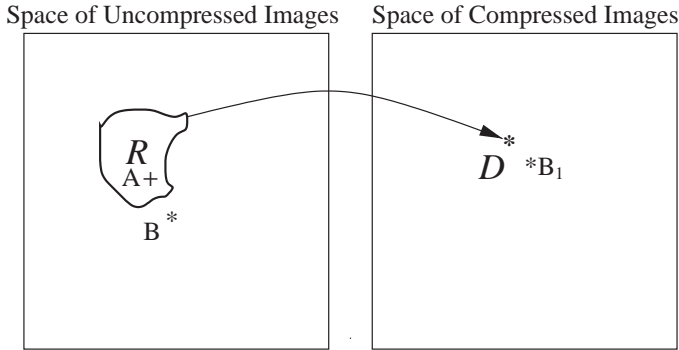 Space of Uncompressed Images
Space of Compressed Images
R
A+
B *
*
D
*B₁